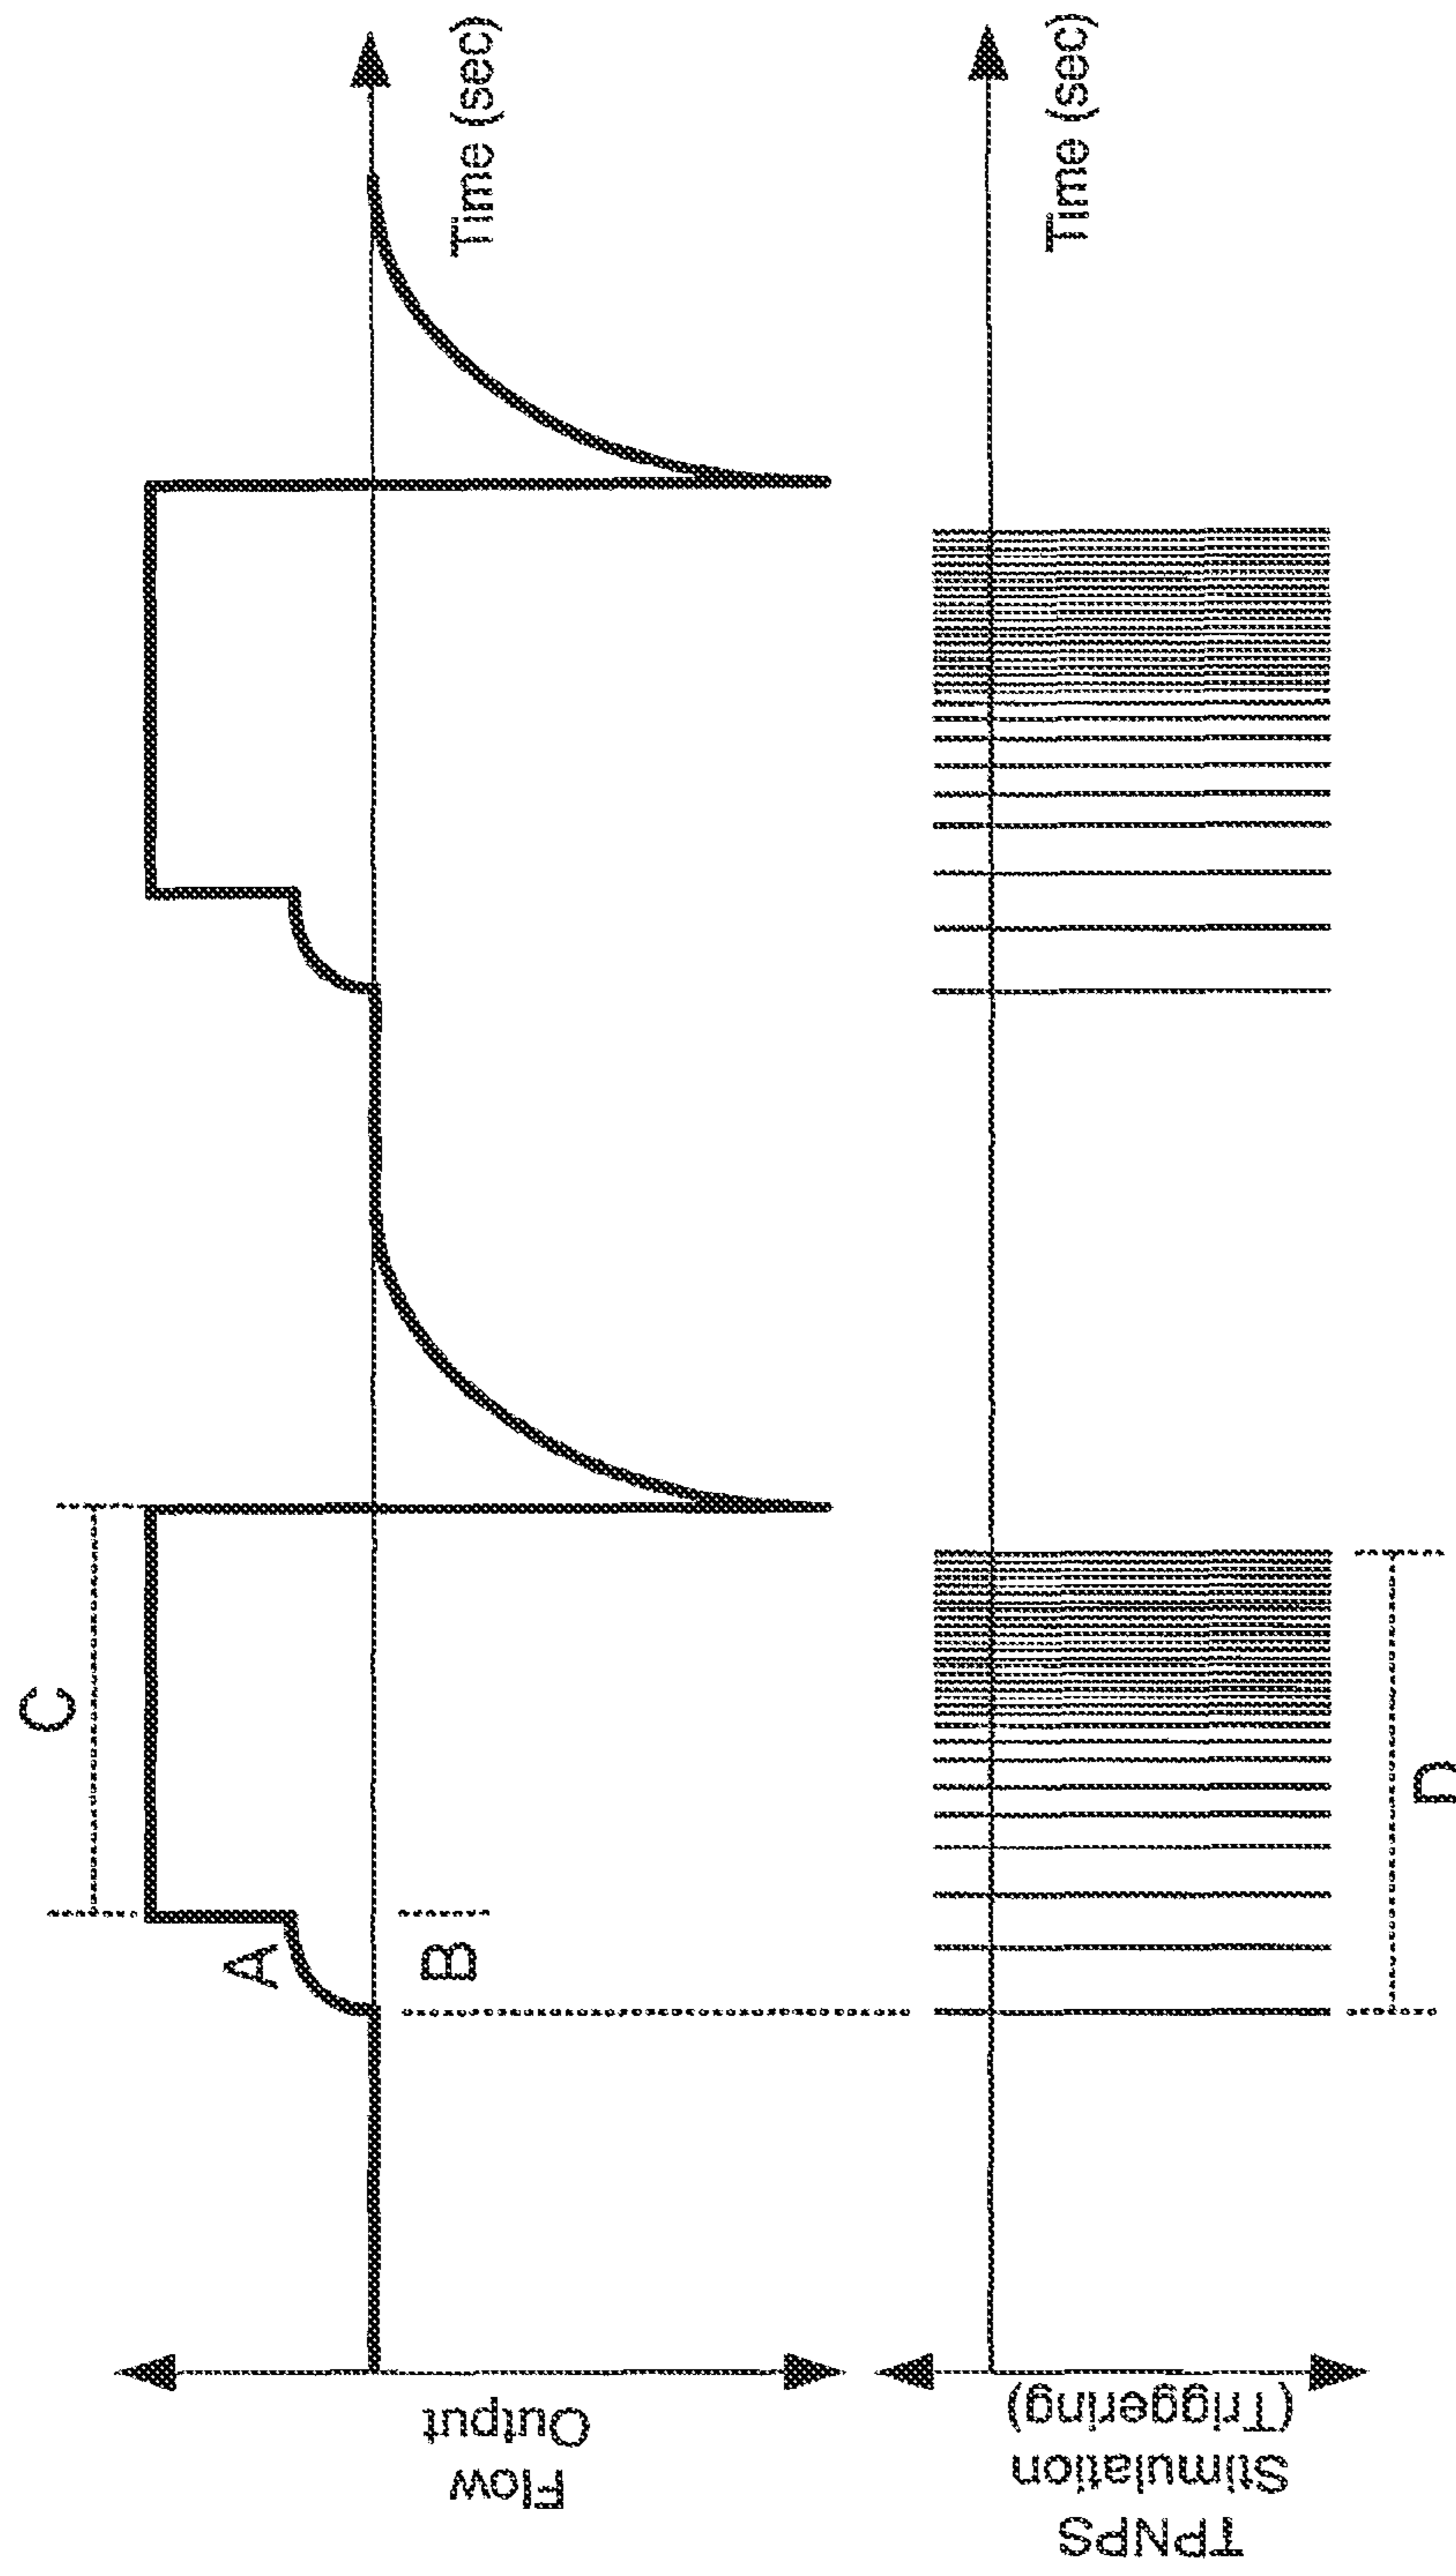 Flow
Output
C
A
B
Time (sec)
TPNPS
Stimulation
(Triggering)
D
Time (sec)